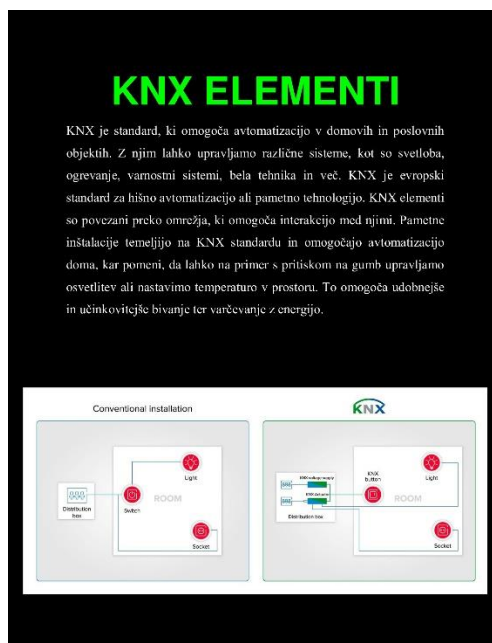 KNX ELEMENTI
KNX je standard, ki omogoča avtomatizacijo v domovih in poslovnih
objektih. Z njim lahko upravljamo različne sisteme, kot so svetloba,
ogrevanje, varnostni sistemi, bela tehnika in več. KNX je evropski
standard za hišno avtomatizacijo ali pametno tehnologijo. KNX elementi
so povezani preko omrežja, ki omogoča interakcijo med njimi. Pametne
inštalacije temeljijo na KNX standardu in omogočajo avtomatizacijo
doma, kar pomeni, da lahko na primer s pritiskom na gumb upravljamo
osvetlitev ali nastavimo temperaturo v prostoru. To omogoča udobnejše
in učinkovitejše bivanje ter varčevanje z energijo.
Conventional Installation
Light
ROOM
Distribution
box
Switch
Socket
KNX
KNX voltage supply
KNX
button
Light
KNX actuator
ROOM
Distribution box
Socket